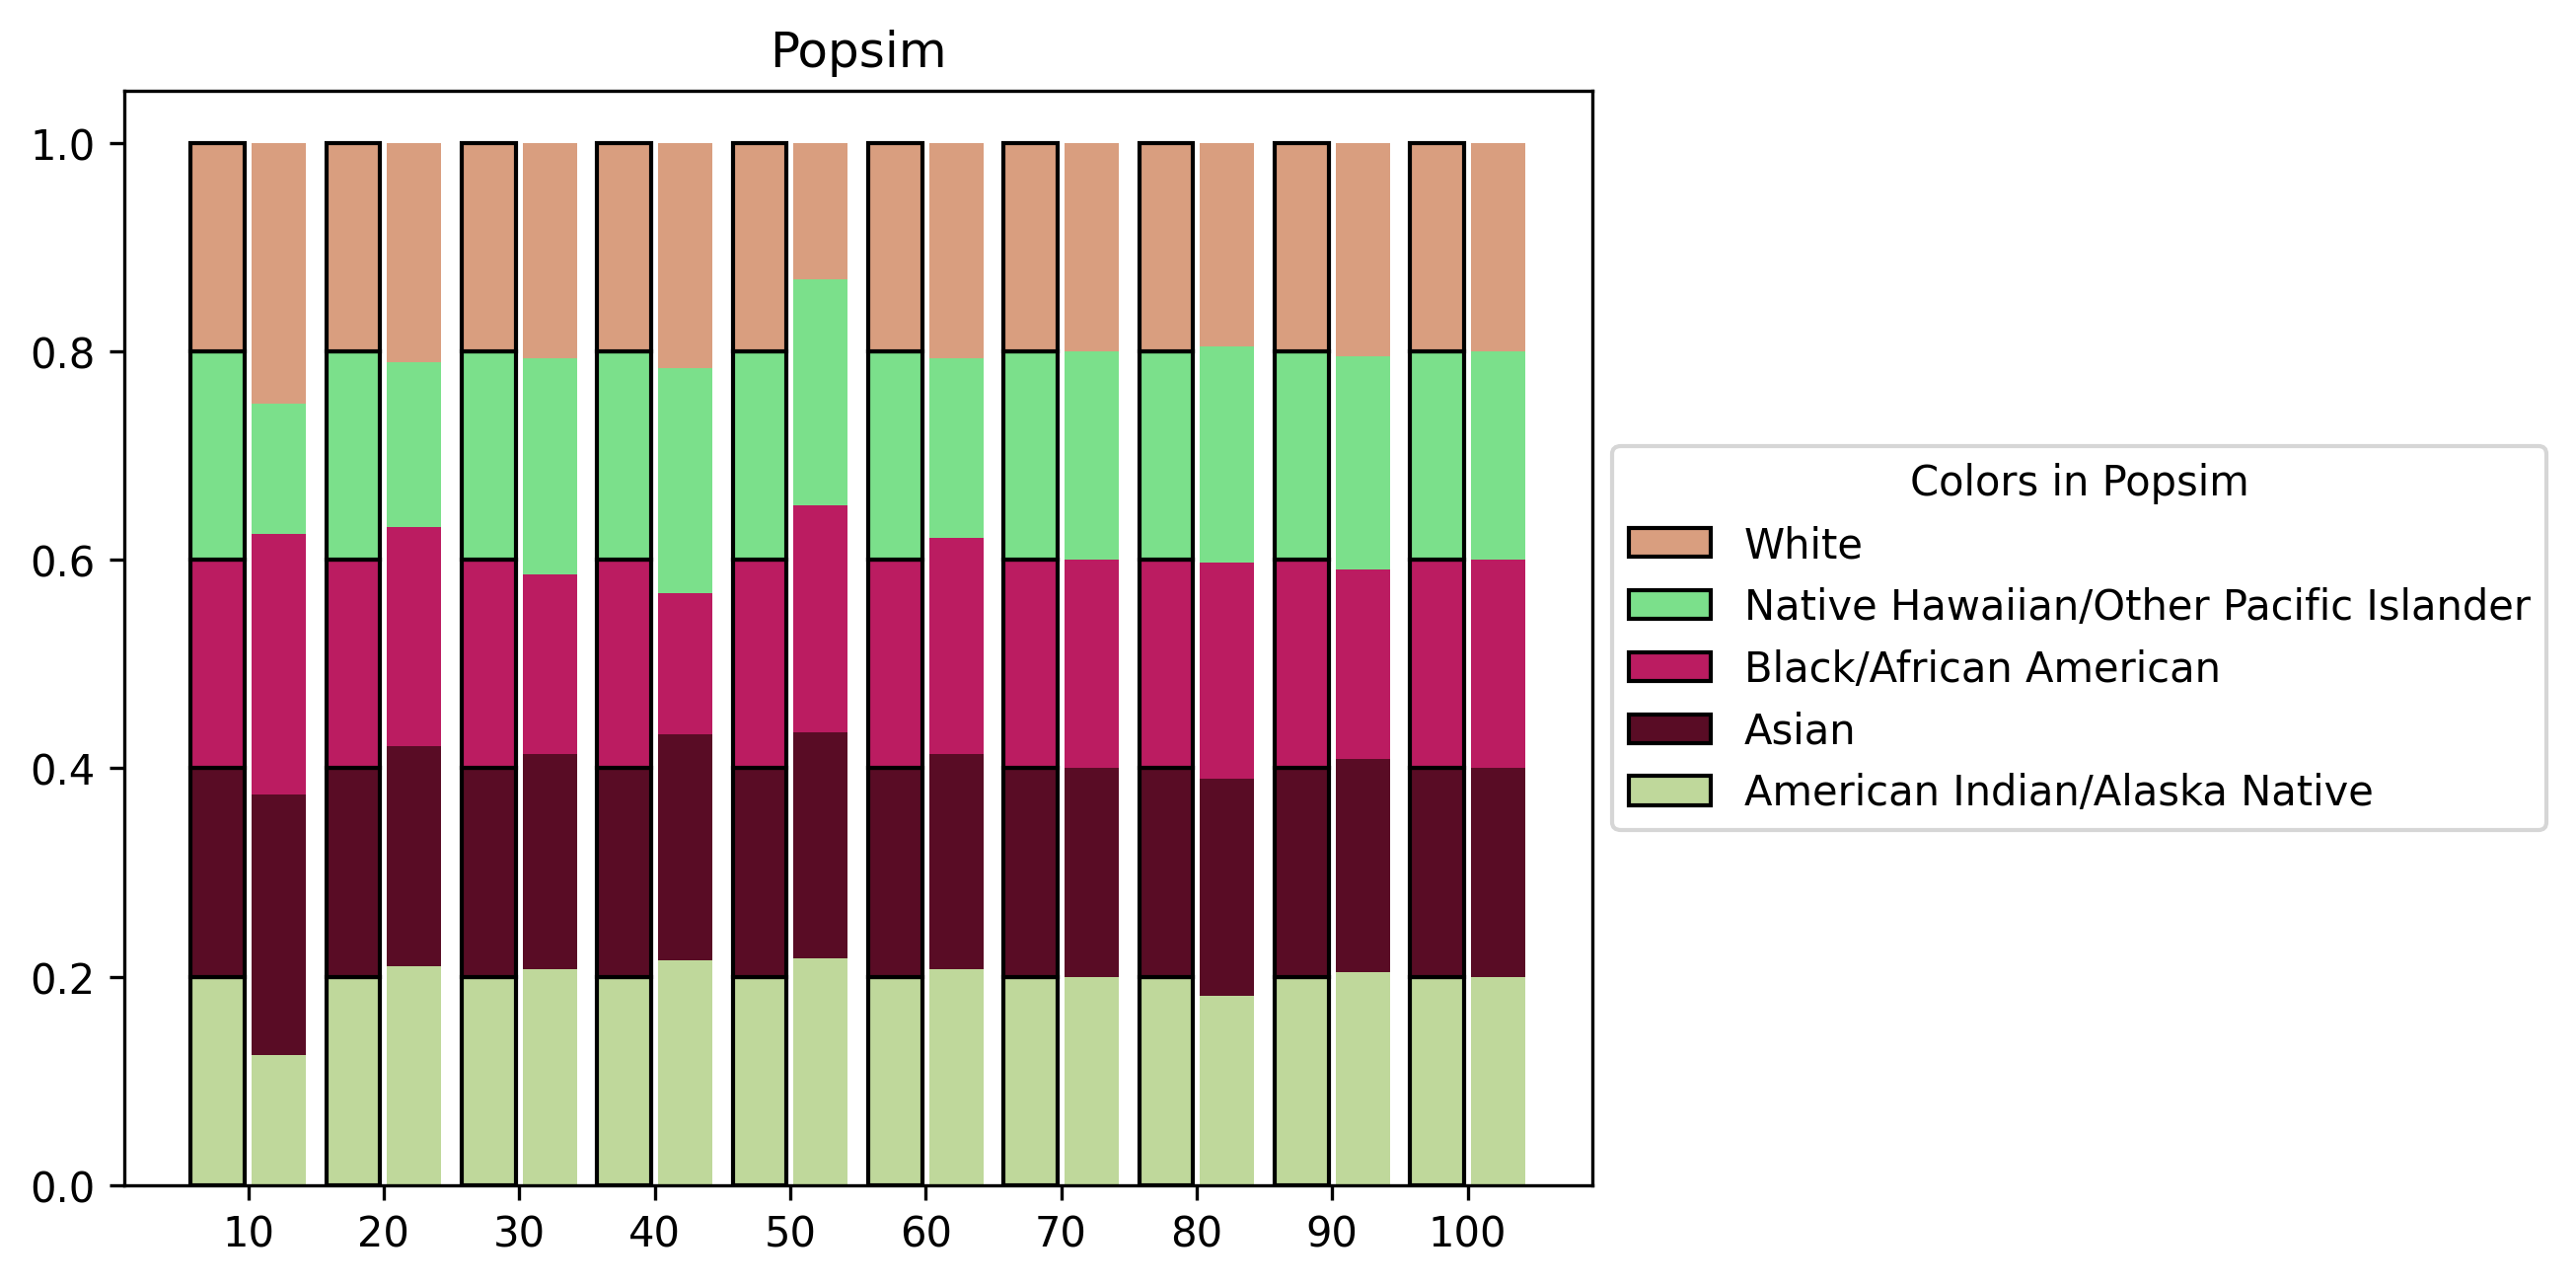 Popsim
1.0
0.8
0.6
0.4
0.2
0.0
10 20 30 40 50 60 70 80 90 100
Colors in Popsim
White
Native Hawaiian/Other Pacific Islander
Black/African American
Asian
American Indian/Alaska Native